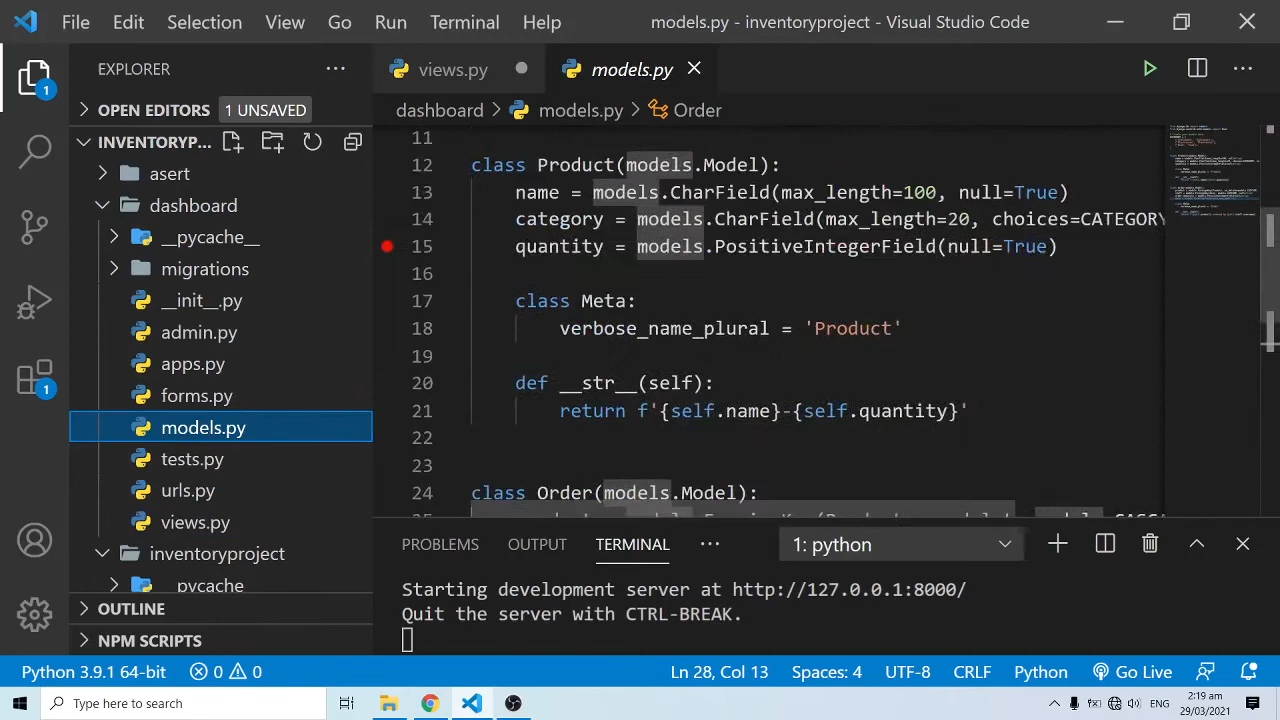 File Edit Selection View Go Run Terminal Help models.py - inventoryproject - Visual Studio Code
EXPLORER
OPEN EDITORS 1 UNSAVED
INVENTORYP...
asert
dashboard
__pycache__
migrations
__init__.py
admin.py
apps.py
forms.py
models.py
tests.py
urls.py
views.py
inventoryproject
pycache
OUTLINE
NPM SCRIPTS
1
1
views.py models.py
dashboard > models.py > Order
11
12 class Product(models.Model):
13 name = models.CharField(max_length=100, null=True)
14 category = models.CharField(max_length=20, choices=CATEGORY
15 quantity = models.PositiveIntegerField(null=True)
16
17 class Meta:
18 verbose_name_plural = 'Product'
19
20 def __str__(self):
21 return f'{self.name}-{self.quantity}'
22
23
24 class Order(models.Model):
PROBLEMS OUTPUT TERMINAL ... 1: python
Starting development server at http://127.0.0.1:8000/
Quit the server with CTRL-BREAK.
Python 3.9.1 64-bit 0 0 Ln 28, Col 13 Spaces: 4 UTF-8 CRLF Python Go Live
Type here to search ENG 2:19 am
29/03/2021